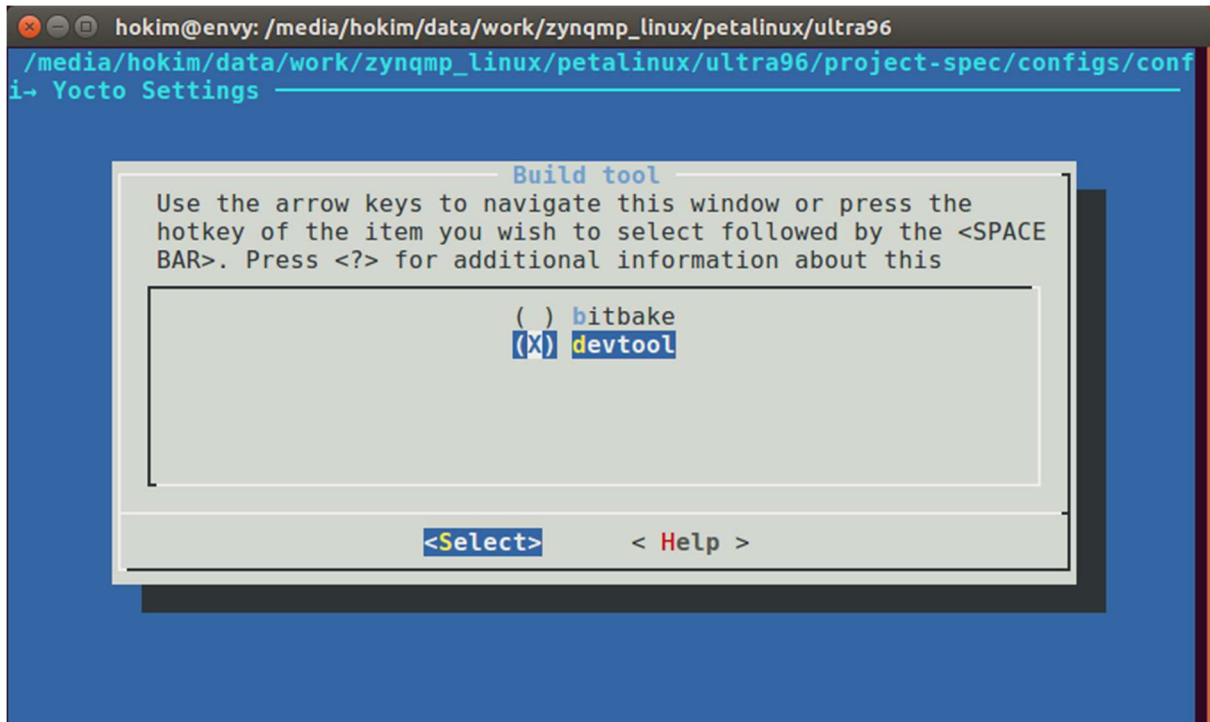 hokim@envy: /media/hokim/data/work/zynqmp_linux/petalinux/ultra96
/media/hokim/data/work/zynqmp_linux/petalinux/ultra96/project-spec/configs/conf
i→ Yocto Settings
Build tool
Use the arrow keys to navigate this window or press the
hotkey of the item you wish to select followed by the <SPACE
BAR>. Press <?> for additional information about this
( ) bitbake
(X) devtool
<Select> < Help >